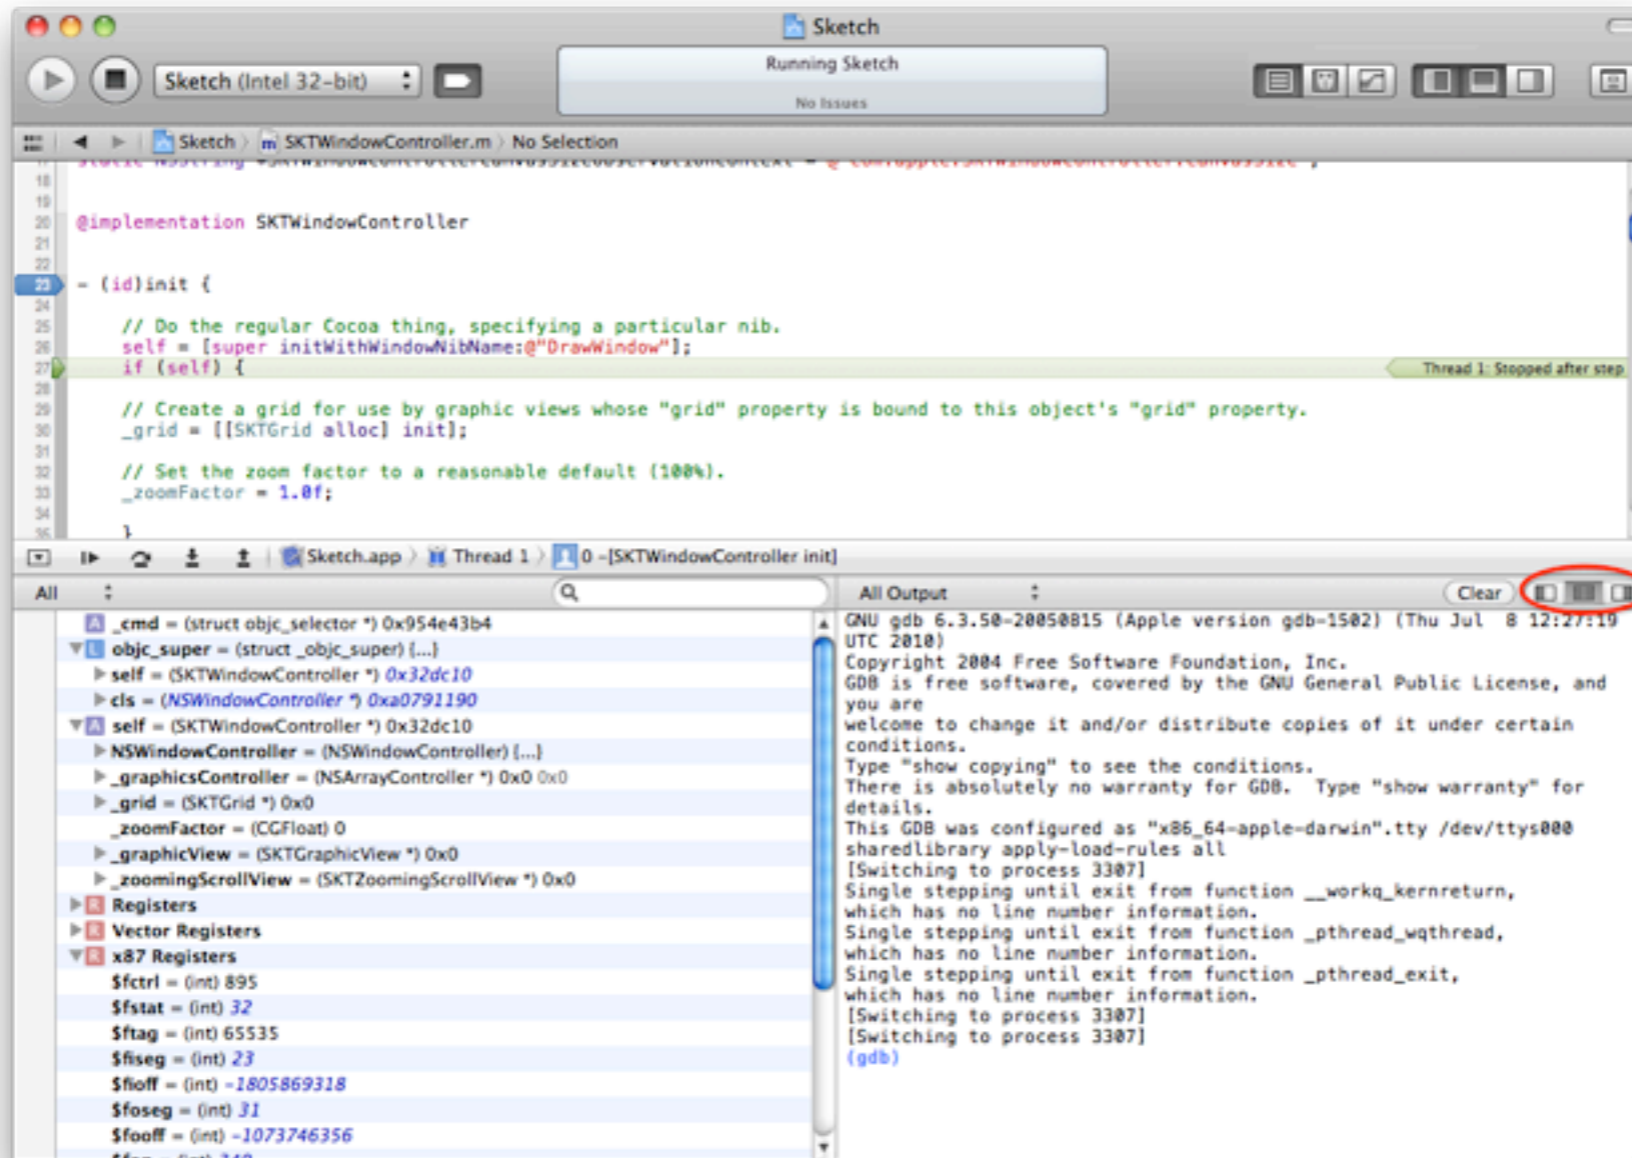 Sketch
Sketch (Intel 32-bit)
Running Sketch
No Issues
Sketch
SKTWindowController.m
No Selection
18
19
20 @implementation SKTWindowController
21
22
23 - (id)init {
24
25 // Do the regular Cocoa thing, specifying a particular nib.
26 self = [super initWithWindowNibName:@"DrawWindow"];
27 if (self) {
Thread 1: Stopped after step
28
29 // Create a grid for use by graphic views whose "grid" property is bound to this object's "grid" property.
30 _grid = [[SKTGrid alloc] init];
31
32 // Set the zoom factor to a reasonable default (100%).
33 _zoomFactor = 1.0f;
34
35 }
Sketch.app
Thread 1
0 -[SKTWindowController init]
All
A _cmd = (struct objc_selector *) 0x954e43b4
L objc_super = (struct _objc_super) {...}
self = (SKTWindowController *) 0x32dc10
cls = (NSWindowController *) 0xa0791190
A self = (SKTWindowController *) 0x32dc10
NSWindowController = (NSWindowController) {...}
_graphicsController = (NSArrayController *) 0x0 0x0
_grid = (SKTGrid *) 0x0
_zoomFactor = (CGFloat) 0
_graphicView = (SKTGraphicView *) 0x0
_zoomingScrollView = (SKTZoomingScrollView *) 0x0
R Registers
R Vector Registers
R x87 Registers
$fctrl = (int) 895
$fstat = (int) 32
$ftag = (int) 65535
$fiseg = (int) 23
$fioff = (int) -1805869318
$foseg = (int) 31
$fooff = (int) -1073746356
All Output
Clear
GNU gdb 6.3.50-20050815 (Apple version gdb-1502) (Thu Jul  8 12:27:19
UTC 2010)
Copyright 2004 Free Software Foundation, Inc.
GDB is free software, covered by the GNU General Public License, and
you are
welcome to change it and/or distribute copies of it under certain
conditions.
Type "show copying" to see the conditions.
There is absolutely no warranty for GDB.  Type "show warranty" for
details.
This GDB was configured as "x86_64-apple-darwin".tty /dev/ttys000
sharedlibrary apply-load-rules all
[Switching to process 3307]
Single stepping until exit from function __workq_kernreturn,
which has no line number information.
Single stepping until exit from function _pthread_wqthread,
which has no line number information.
Single stepping until exit from function _pthread_exit,
which has no line number information.
[Switching to process 3307]
[Switching to process 3307]
(gdb)